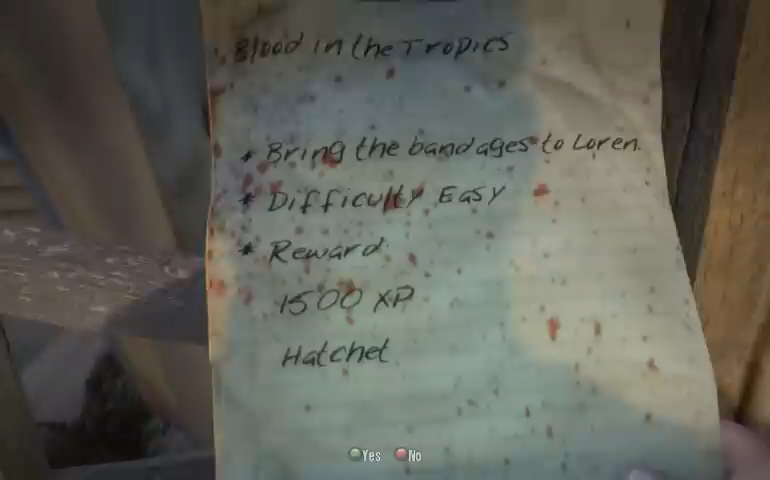 Blood in the Tropics
* Bring the bandages to Loren.
* Difficulty Easy
* Reward
1500 XP
Hatchet
Yes No